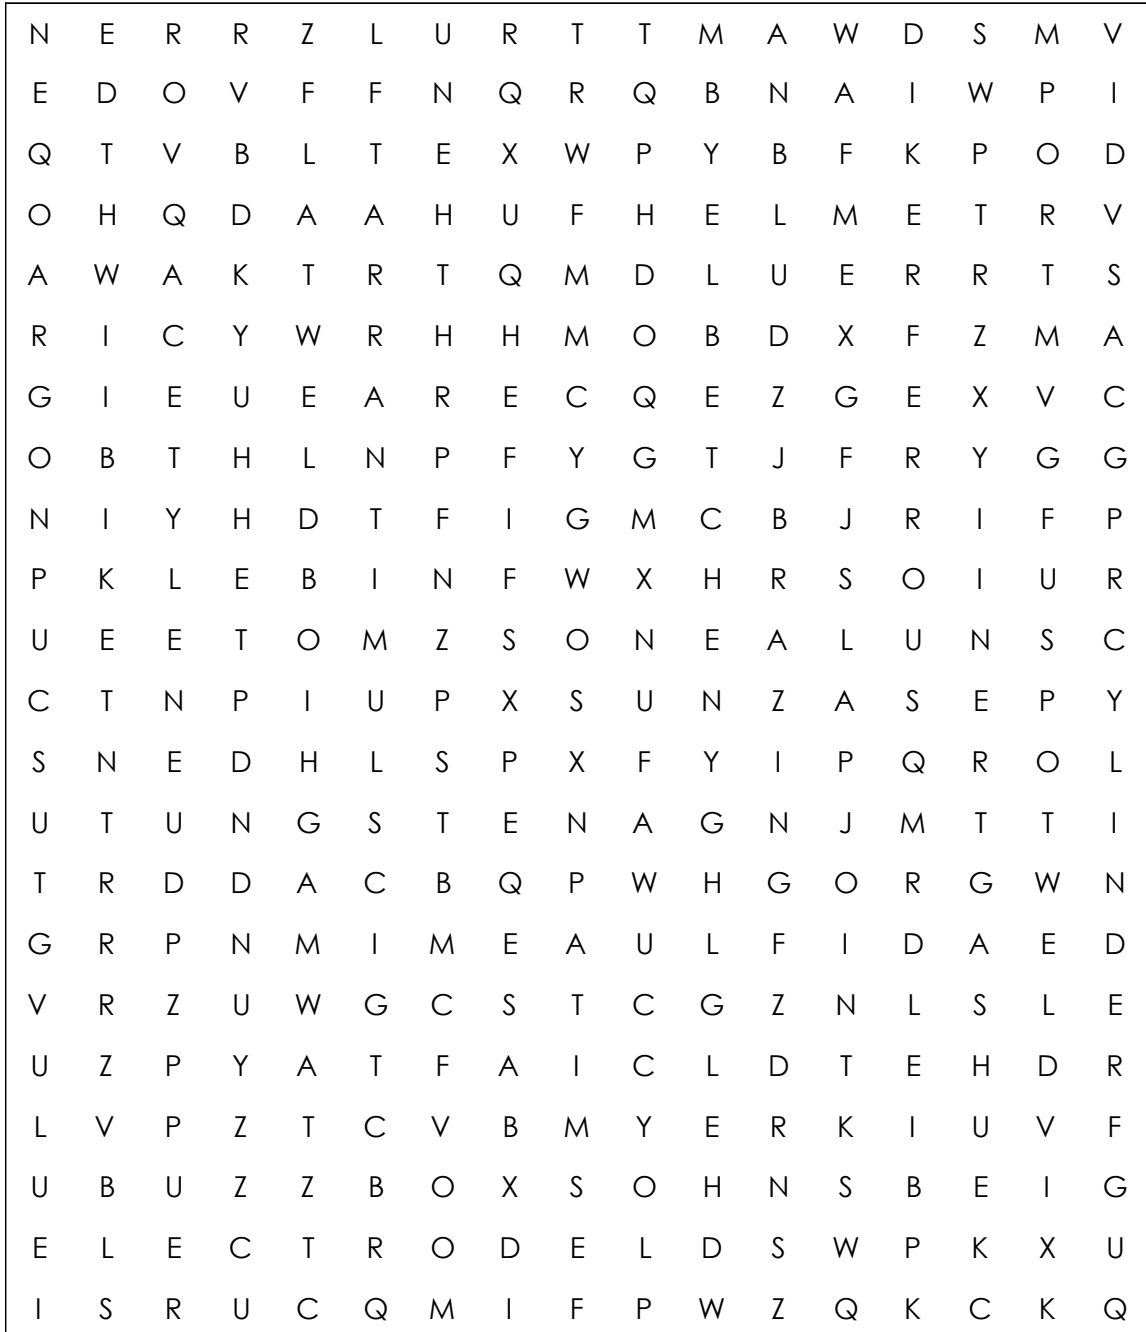 N E R R Z L U R T T M A W D S M V
E D O V F F N Q R Q B N A I W P I
Q T V B L T E X W P Y B F K P O D
O H Q D A A H U F H E L M E T R V
A W A K T R T Q M D L U E R R T S
R I C Y W R H H M O B D X F Z M A
G I E U E A R E C Q E Z G E X V C
O B T H L N P F Y G T J F R Y G G
N I Y H D T F I G M C B J R I F P
P K L E B I N F W X H R S O I U R
U E E T O M Z S O N E A L U N S C
C T N P I U P X S U N Z A S E P Y
S N E D H L S P X F Y I P Q R O L
U T U N G S T E N A G N J M T T I
T R D D A C B Q P W H G O R G W N
G R P N M I M E A U L F I D A E D
V R Z U W G C S T C G Z N L S L E
U Z P Y A T F A I C L D T E H D R
L V P Z T C V B M Y E R K I U V F
U B U Z Z B O X S O H N S B E I G
E L E C T R O D E L D S W P K X U
I S R U C Q M I F P W Z Q K C K Q